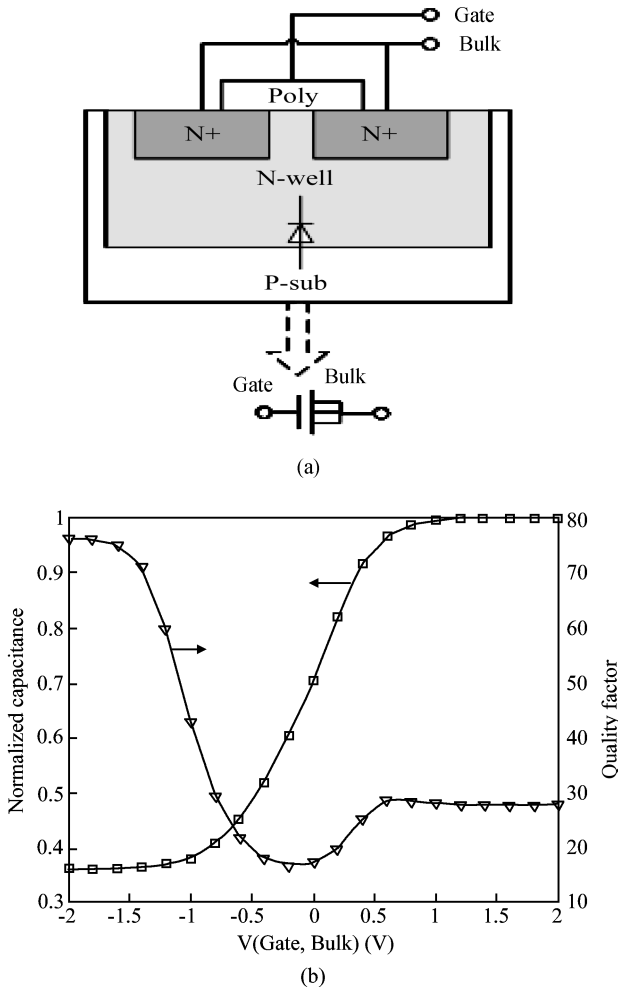 Gate
Bulk
Poly
N+ N+
N-well
P-sub
Gate Bulk
(a)
1 80
0.9 70
0.8 60
0.7 50
0.6 40
0.5 30
0.4 20
0.3 10
Normalized capacitance
Quality factor
-2 -1.5 -1 -0.5 0 0.5 1 1.5 2
V(Gate, Bulk) (V)
(b)